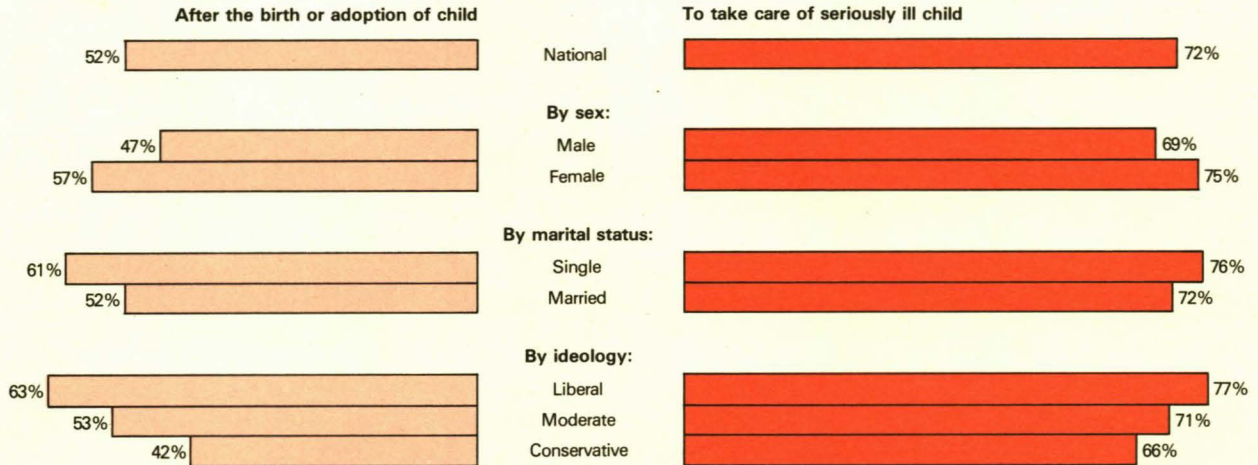 After the birth or adoption of child To take care of seriously ill child
52% National 72%
By sex:
47% Male 69%
57% Female 75%
By marital status:
61% Single 76%
52% Married 72%
By ideology:
63% Liberal 77%
53% Moderate 71%
42% Conservative 66%